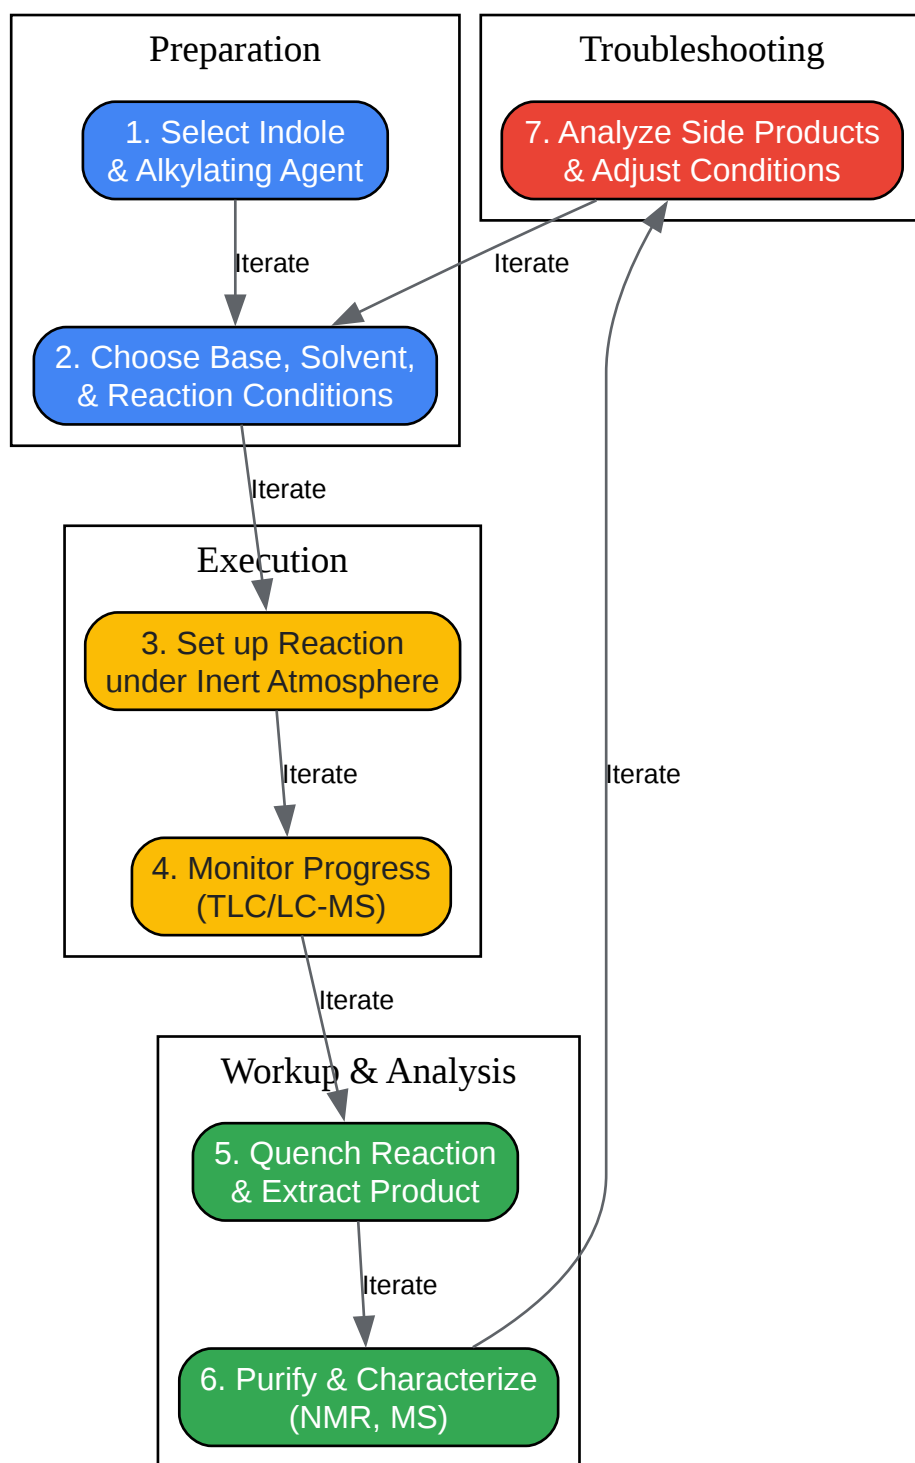 Preparation
Troubleshooting
1. Select Indole
& Alkylating Agent
7. Analyze Side Products
& Adjust Conditions
Iterate
Iterate
2. Choose Base, Solvent,
& Reaction Conditions
Iterate
Execution
3. Set up Reaction
under Inert Atmosphere
Iterate
Iterate
4. Monitor Progress
(TLC/LC-MS)
Iterate
Workup & Analysis
5. Quench Reaction
& Extract Product
Iterate
6. Purify & Characterize
(NMR, MS)